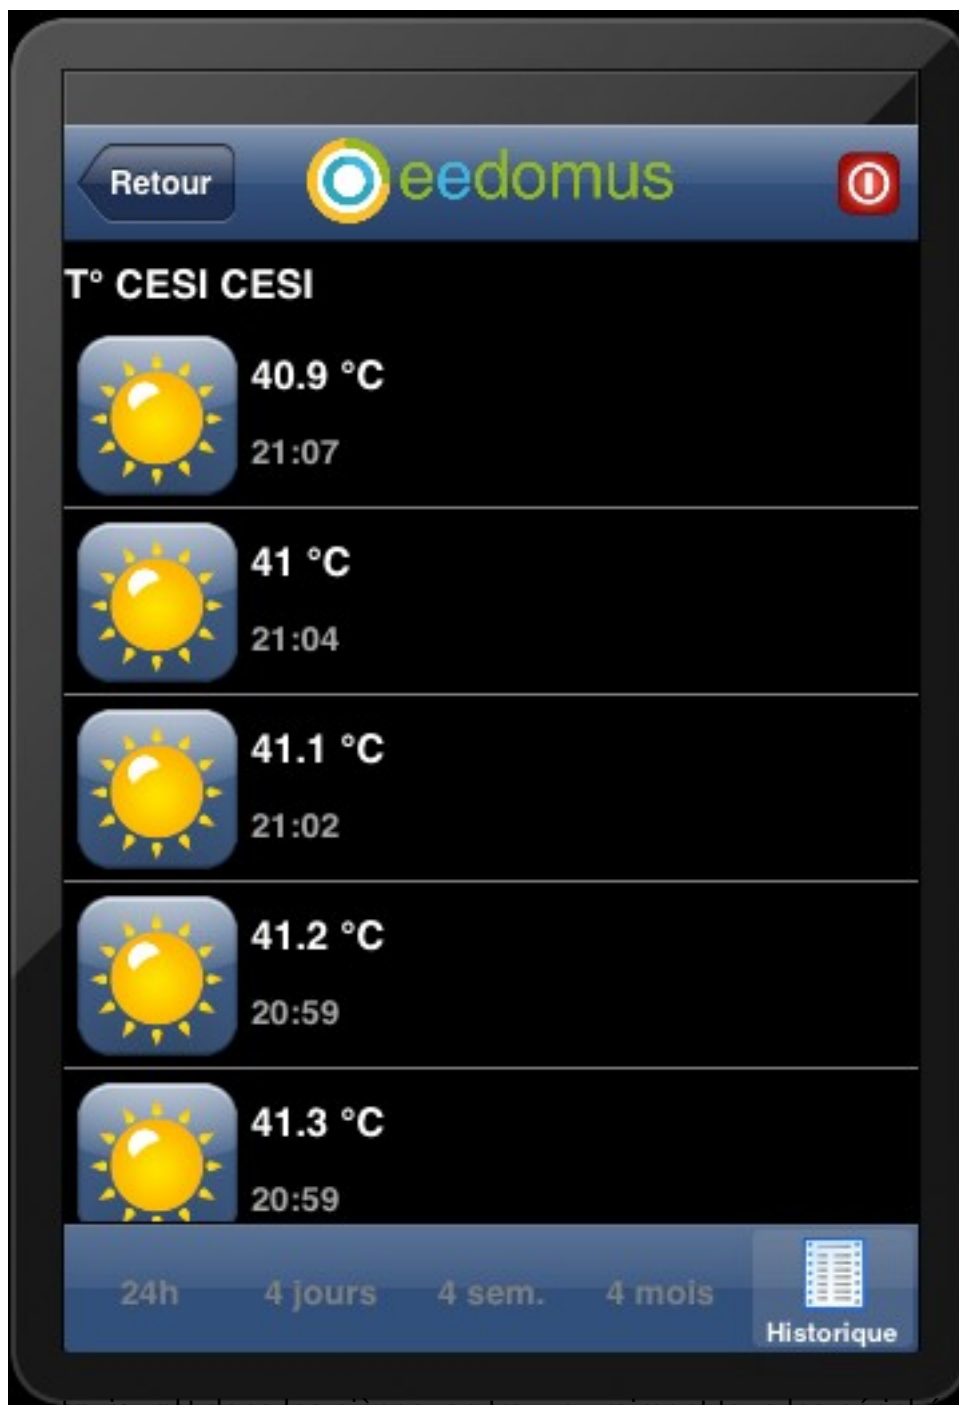 Retour
eedomus
T° CESI CESI
40.9 °C
21:07
41 °C
21:04
41.1 °C
21:02
41.2 °C
20:59
41.3 °C
20:59
24h
4 jours
4 sem.
4 mois
Historique